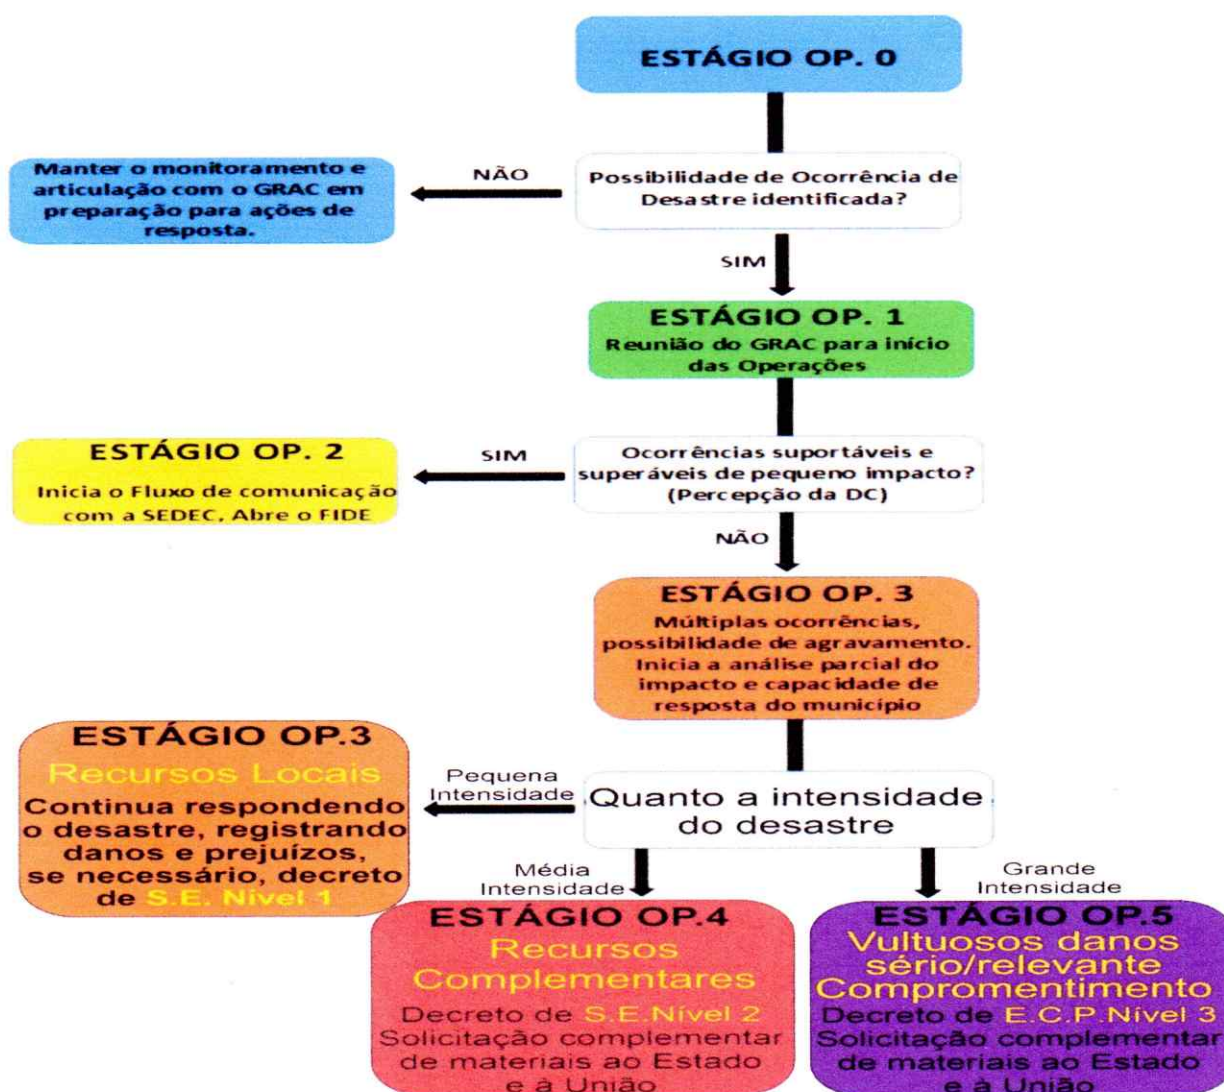 ESTÁGIO OP. 0
Manter o monitoramento e
articulação com o GRAC em
preparação para ações de
resposta.
NÃO
Possibilidade de Ocorrência de
Desastre identificada?
SIM
ESTÁGIO OP. 1
Reunião do GRAC para início
das Operações
ESTÁGIO OP. 2
Inicia o Fluxo de comunicação
com a SEDEC, Abre o FIDE
SIM
Ocorrências suportáveis e
superáveis de pequeno impacto?
(Percepção da DC)
NÃO
ESTÁGIO OP. 3
Múltiplas ocorrências,
possibilidade de agravamento.
Inicia a análise parcial do
impacto e capacidade de
resposta do município
ESTÁGIO OP.3
Recursos Locais
Continua respondendo
o desastre, registrando
danos e prejuízos,
se necessário, decreto
de S.E. Nível 1
Pequena
Intensidade
Quanto a intensidade
do desastre
Média
Intensidade
Grande
Intensidade
ESTÁGIO OP.4
Recursos
Complementares
Decreto de S.E.Nível 2
Solicitação complementar
de materiais ao Estado
e à União
ESTÁGIO OP.5
Vultuosos danos
sério/relevante
Compromentimento
Decreto de E.C.P.Nível 3
Solicitação complementar
de materiais ao Estado
e à União